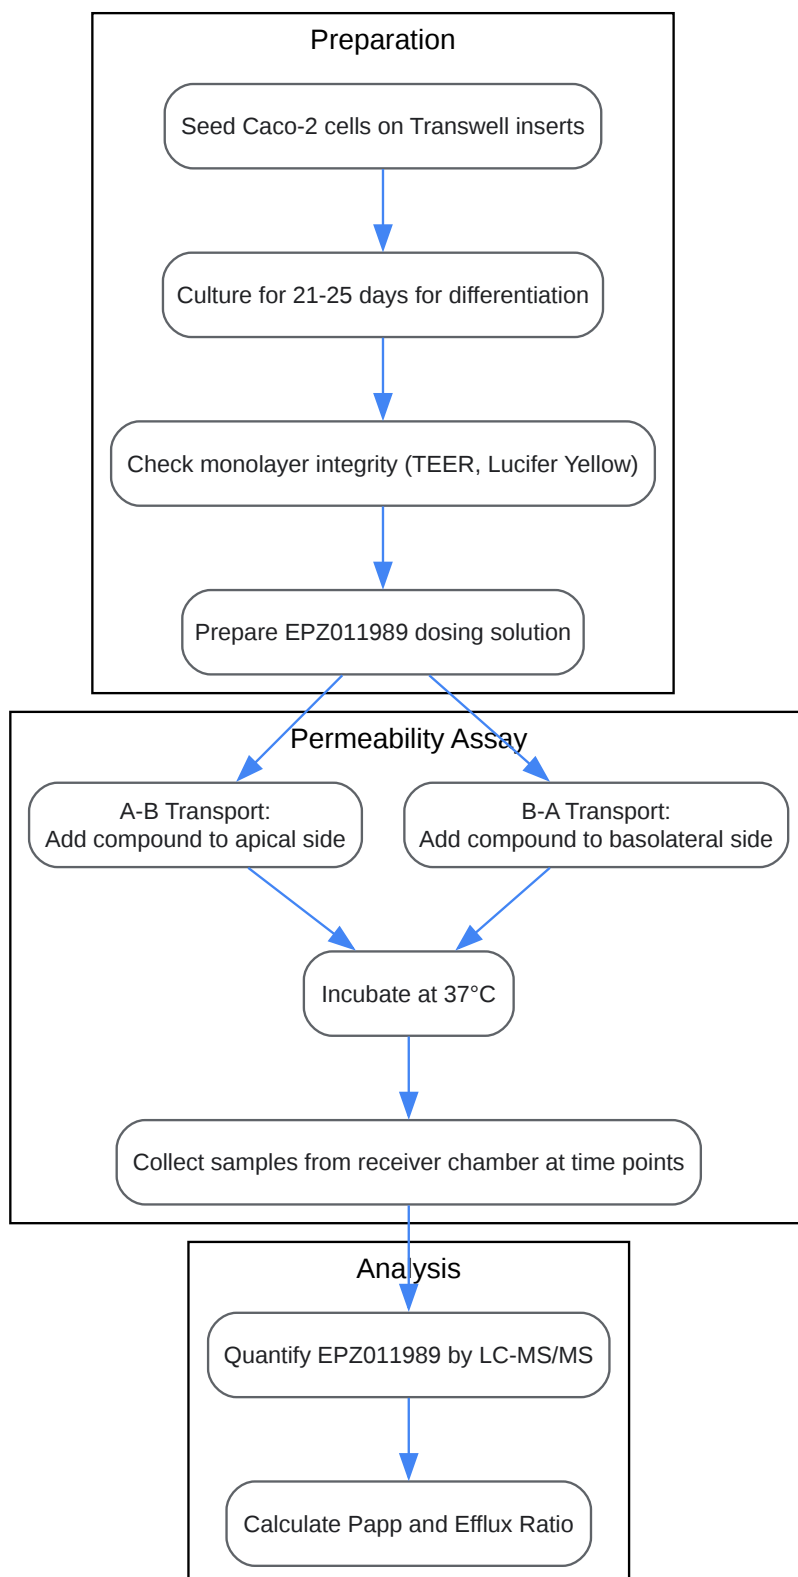 Preparation
Seed Caco-2 cells on Transwell inserts
Culture for 21-25 days for differentiation
Check monolayer integrity (TEER, Lucifer Yellow)
Prepare EPZ011989 dosing solution
Permeability Assay
A-B Transport:
Add compound to apical side
B-A Transport:
Add compound to basolateral side
Incubate at 37°C
Collect samples from receiver chamber at time points
Analysis
Quantify EPZ011989 by LC-MS/MS
Calculate Papp and Efflux Ratio